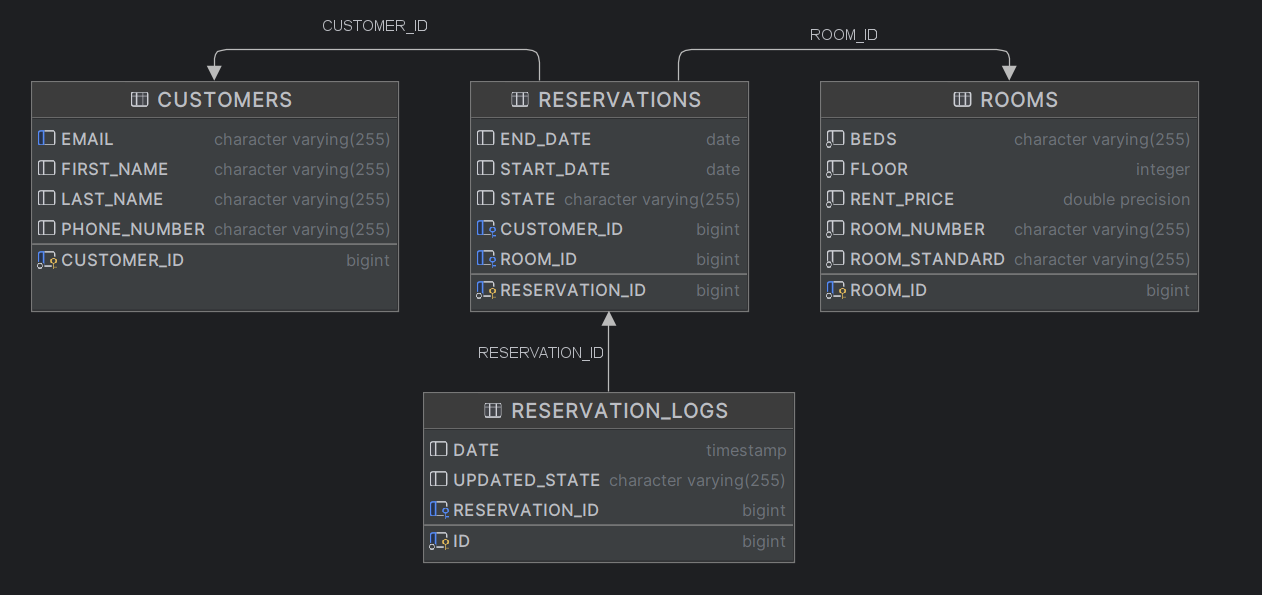 CUSTOMER_ID
ROOM_ID
CUSTOMERS
EMAIL character varying(255)
FIRST_NAME character varying(255)
LAST_NAME character varying(255)
PHONE_NUMBER character varying(255)
CUSTOMER_ID bigint
RESERVATIONS
END_DATE date
START_DATE date
STATE character varying(255)
CUSTOMER_ID bigint
ROOM_ID bigint
RESERVATION_ID bigint
ROOMS
BEDS character varying(255)
FLOOR integer
RENT_PRICE double precision
ROOM_NUMBER character varying(255)
ROOM_STANDARD character varying(255)
ROOM_ID bigint
RESERVATION_ID
RESERVATION_LOGS
DATE timestamp
UPDATED_STATE character varying(255)
RESERVATION_ID bigint
ID bigint